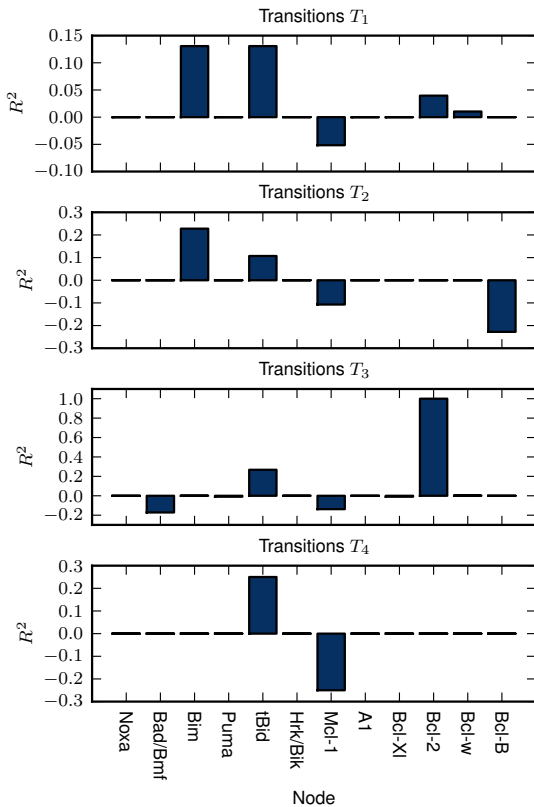 Transitions T₁
0.15
0.10
0.05
0.00
−0.05
−0.10
R²
Transitions T₂
0.3
0.2
0.1
0.0
−0.1
−0.2
−0.3
R²
Transitions T₃
1.0
0.8
0.6
0.4
0.2
0.0
−0.2
R²
Transitions T₄
0.3
0.2
0.1
0.0
−0.1
−0.2
−0.3
R²
Noxa
Bad/Bmf
Bim
Puma
tBid
Hrk/Bik
Mcl-1
A1
Bcl-Xl
Bcl-2
Bcl-w
Bcl-B
Node